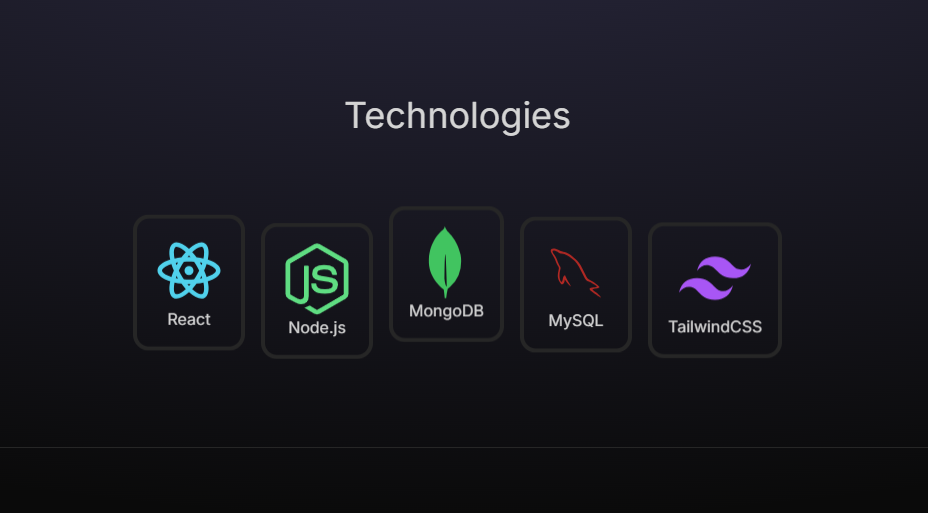 Technologies
React
Node.js
MongoDB
MySQL
TailwindCSS